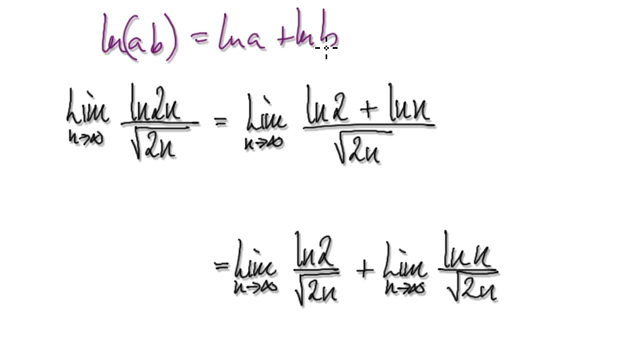 ln(ab) = ln a + ln b
lim n→∞ ln2n / √2n = lim n→∞ (ln2 + ln n) / √2n
= lim n→∞ ln2 / √2n + lim n→∞ ln n / √2n